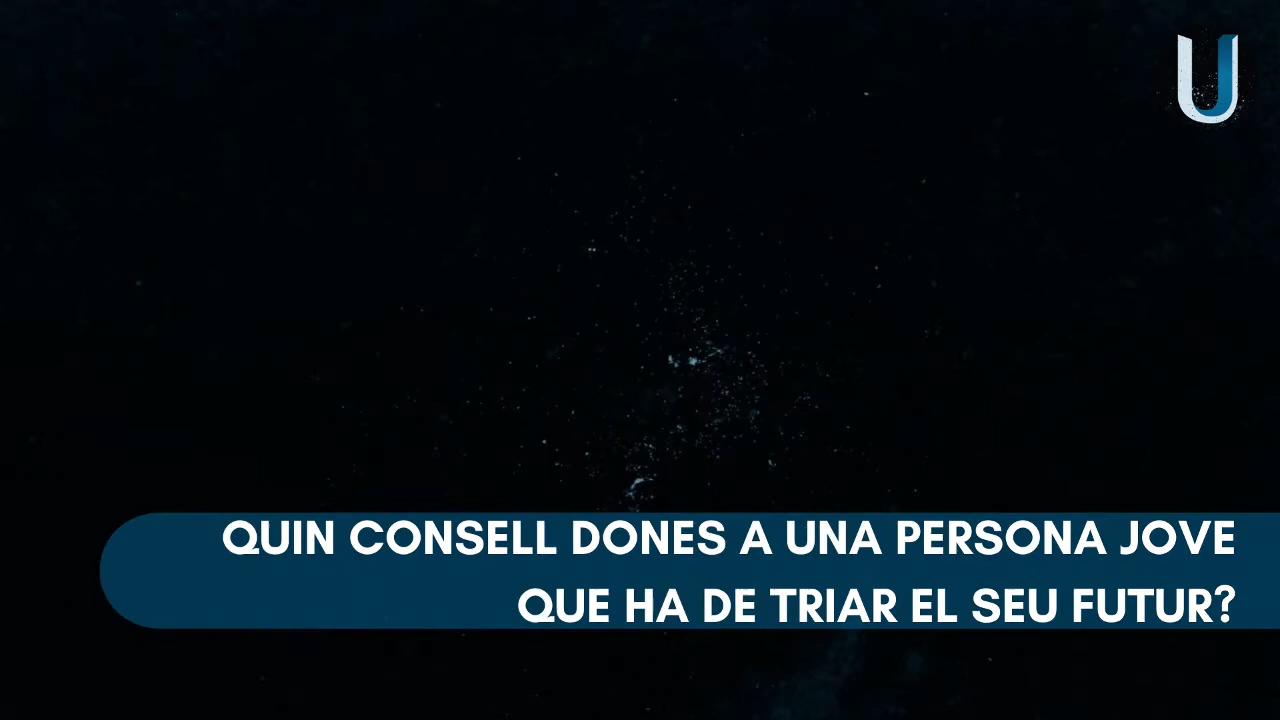 U
QUIN CONSELL DONES A UNA PERSONA JOVE
QUE HA DE TRIAR EL SEU FUTUR?